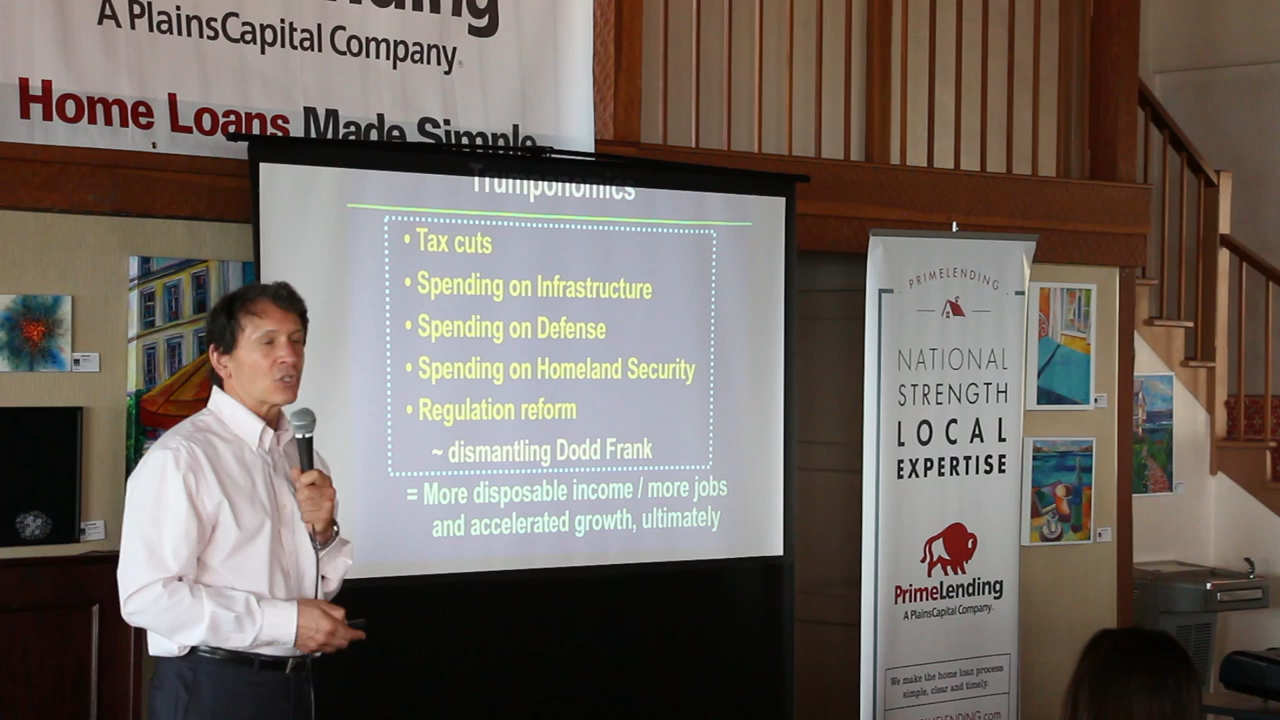 A PlainsCapital Company.
Home Loans Made Simple
Trumponomics
• Tax cuts
• Spending on Infrastructure
• Spending on Defense
• Spending on Homeland Security
• Regulation reform
~ dismantling Dodd Frank
= More disposable income / more jobs
and accelerated growth, ultimately
PRIMELENDING
NATIONAL
STRENGTH
LOCAL
EXPERTISE
PrimeLending
A PlainsCapital Company.
We make the home loan process
simple, clear and timely.